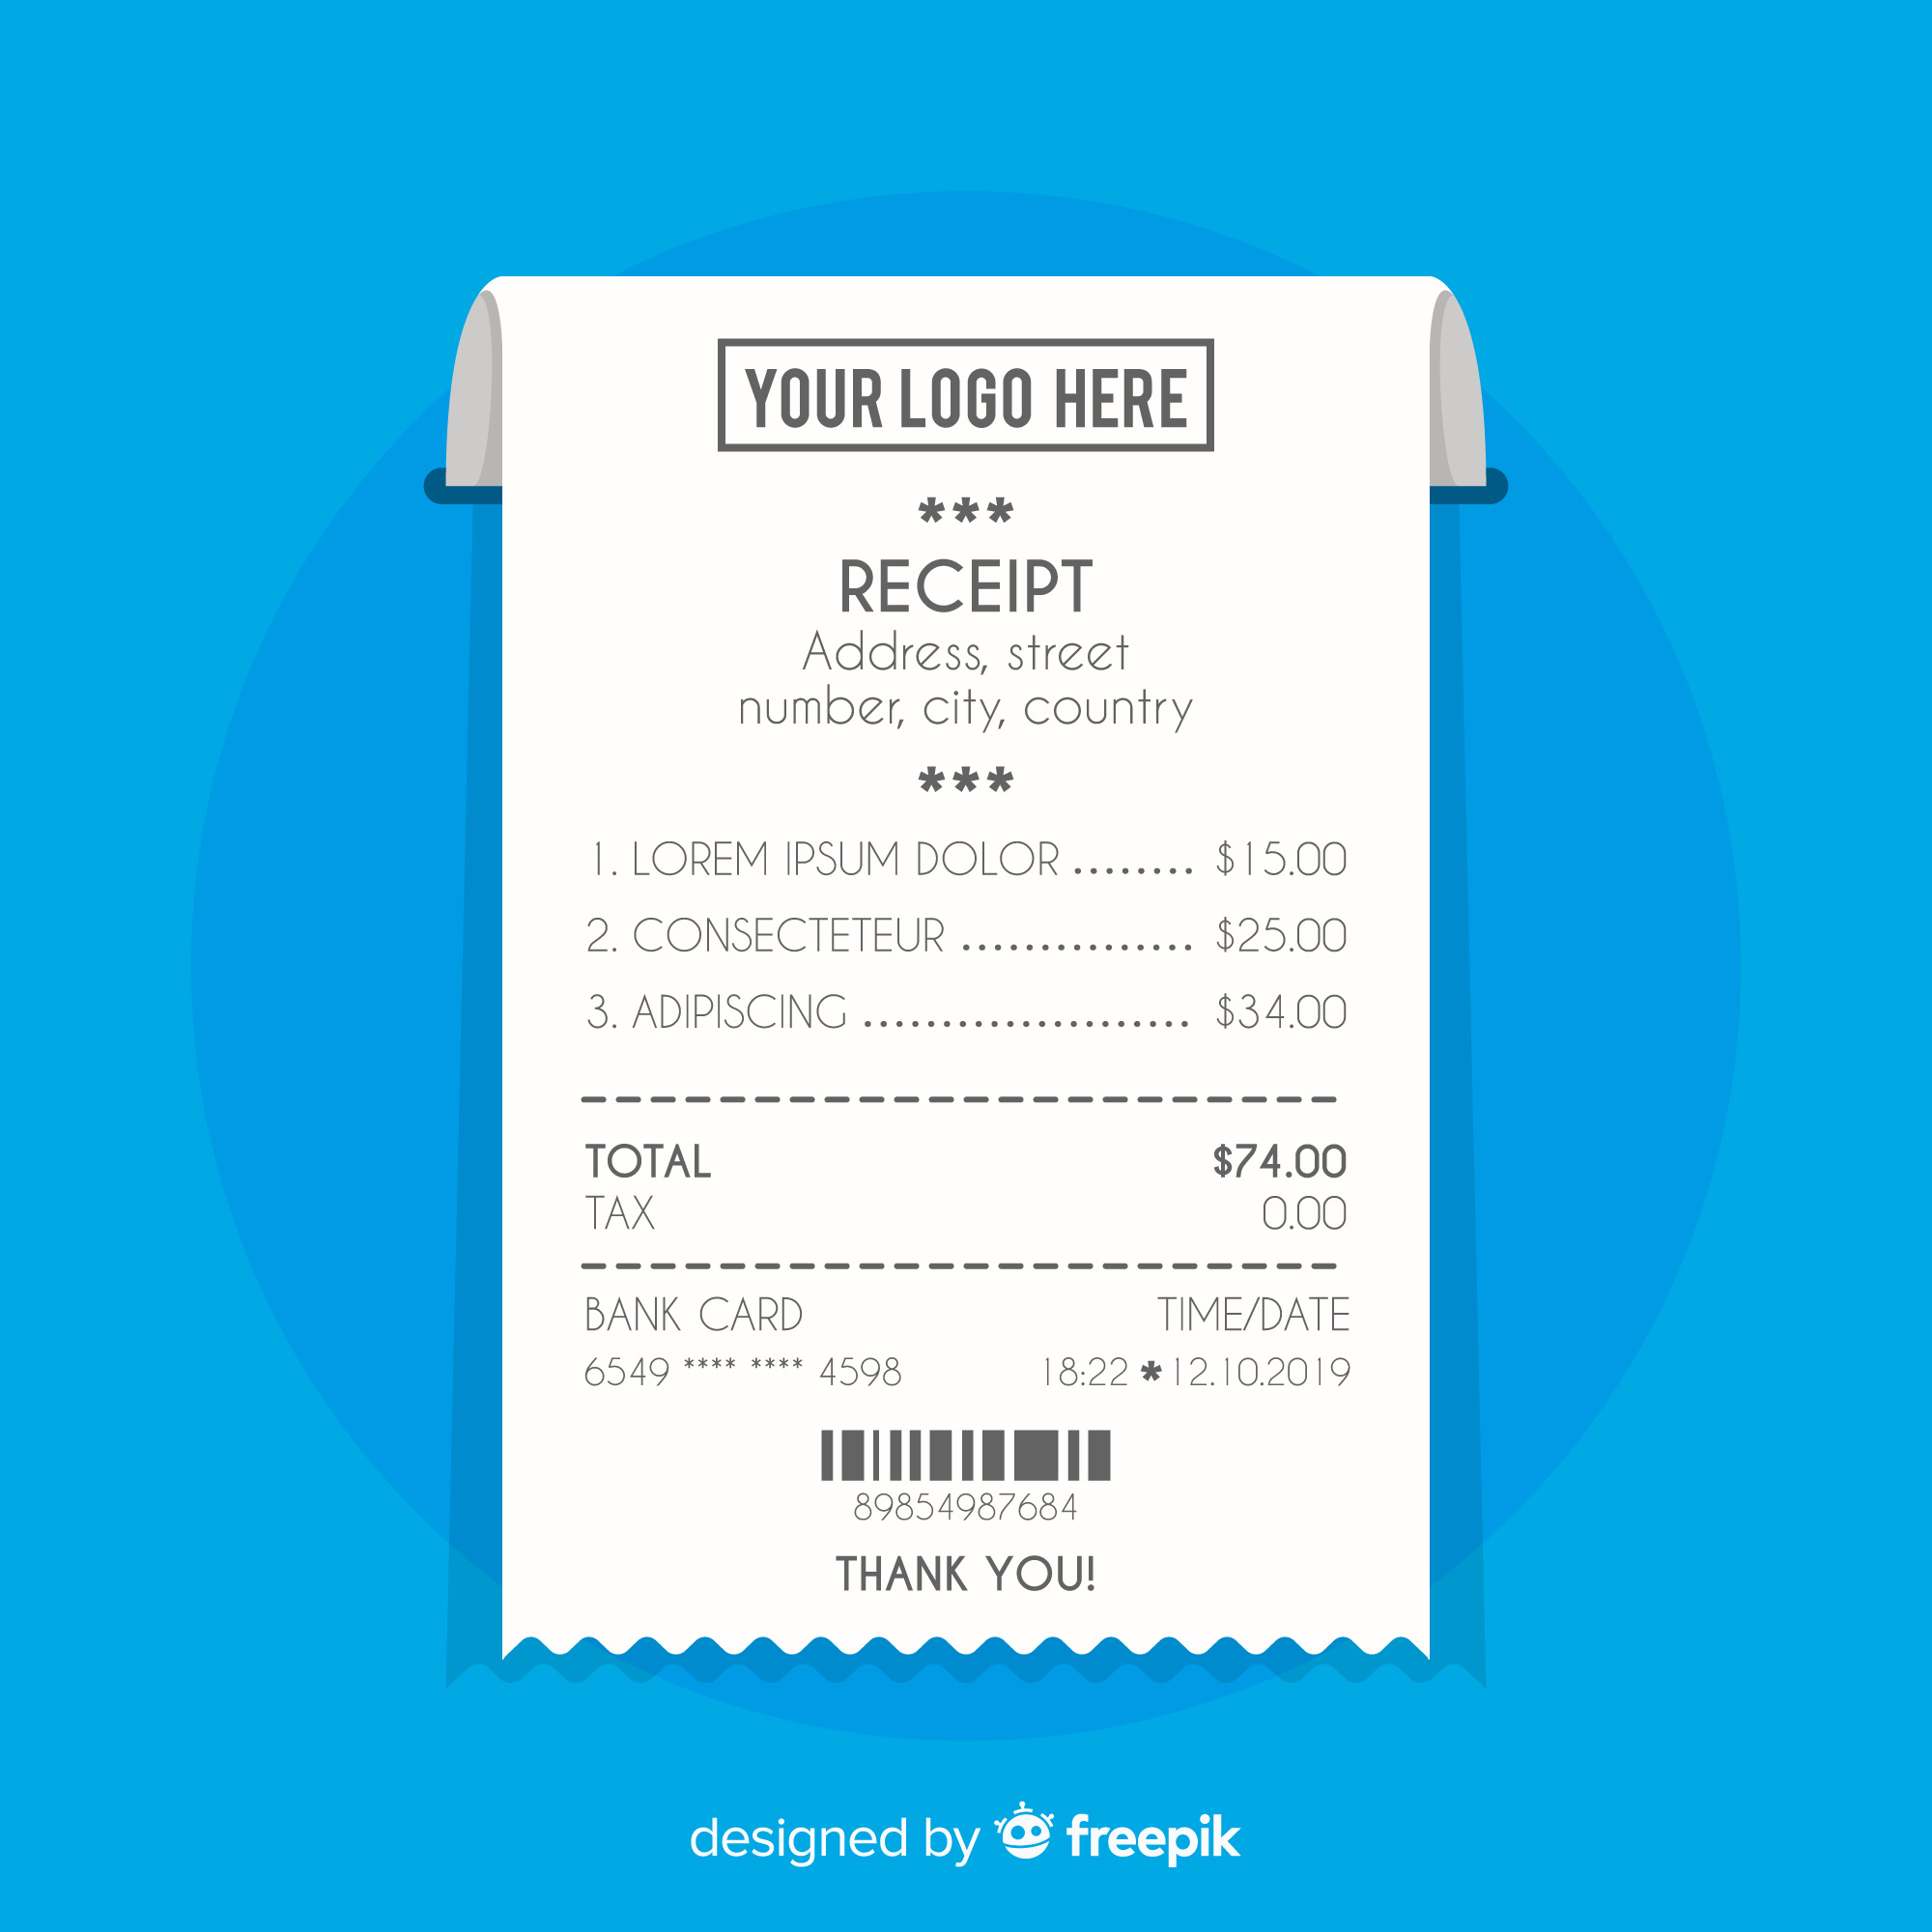 YOUR LOGO HERE
***
RECEIPT
Address, street
number, city, country
***
1. LOREM IPSUM DOLOR ........ $15.00
2. CONSECTETEUR ............... $25.00
3. ADIPISCING ..................... $34.00
TOTAL $74.00
TAX 0.00
BANK CARD TIME/DATE
6549 **** **** 4598 18:22 * 12.10.2019
89854987684
THANK YOU!
designed by freepik